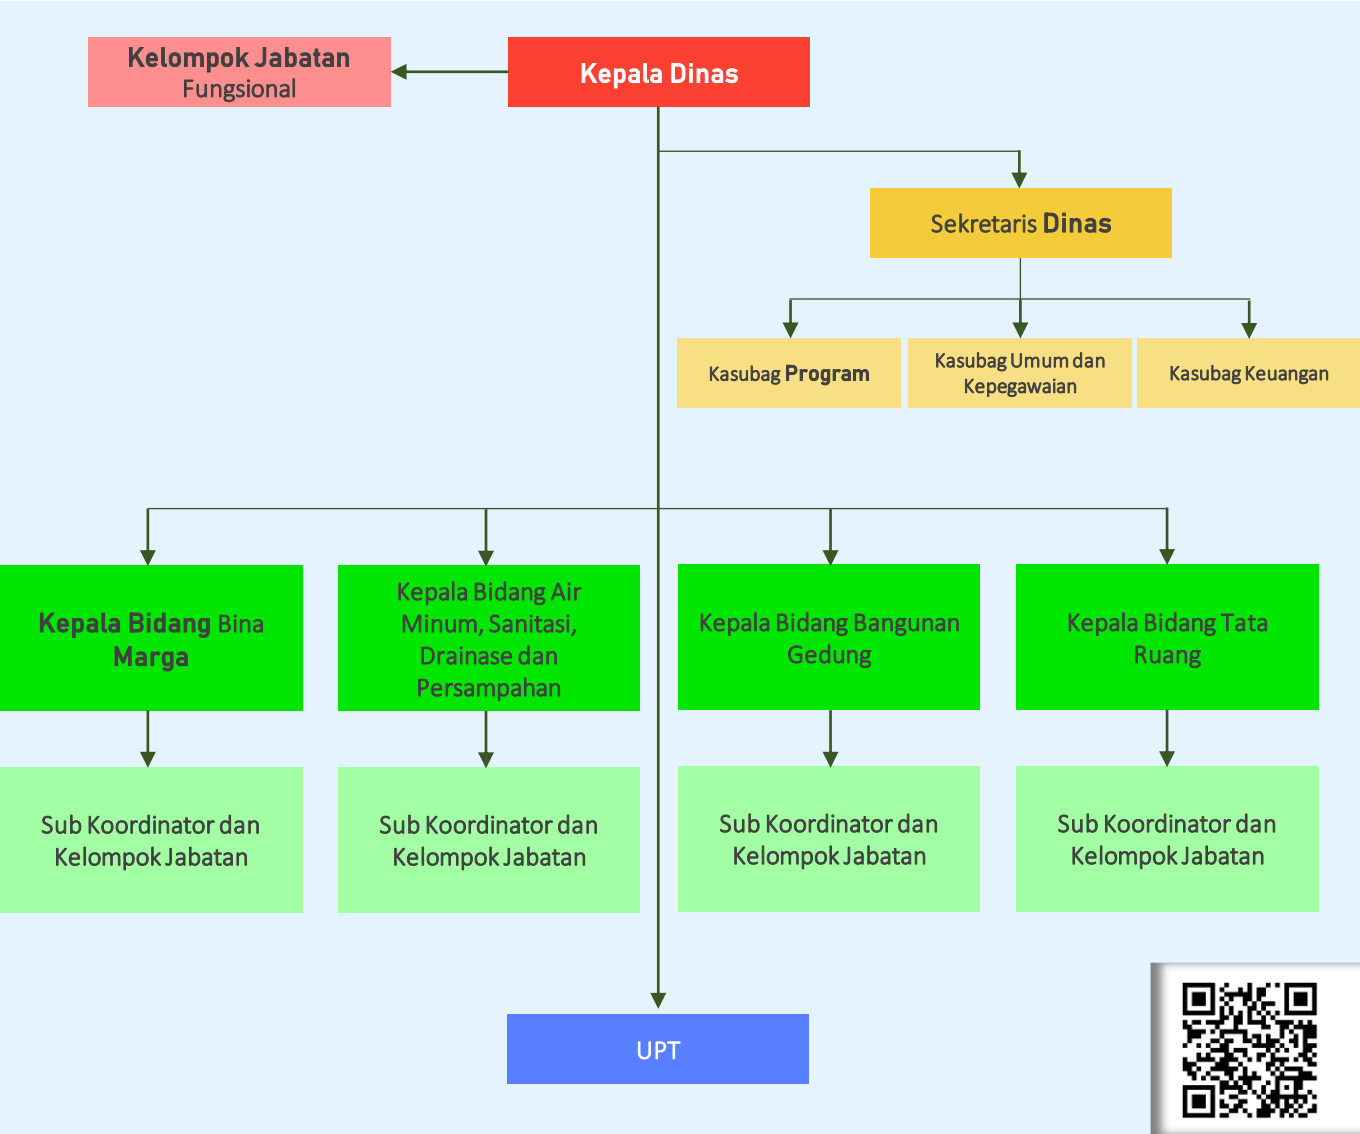 Kelompok Jabatan
Fungsional
Kepala Dinas
Sekretaris Dinas
Kasubag Program
Kasubag Umum dan
Kepegawaian
Kasubag Keuangan
Kepala Bidang Bina
Marga
Kepala Bidang Air
Minum, Sanitasi,
Drainase dan
Persampahan
Kepala Bidang Bangunan
Gedung
Kepala Bidang Tata
Ruang
Sub Koordinator dan
Kelompok Jabatan
Sub Koordinator dan
Kelompok Jabatan
Sub Koordinator dan
Kelompok Jabatan
Sub Koordinator dan
Kelompok Jabatan
UPT